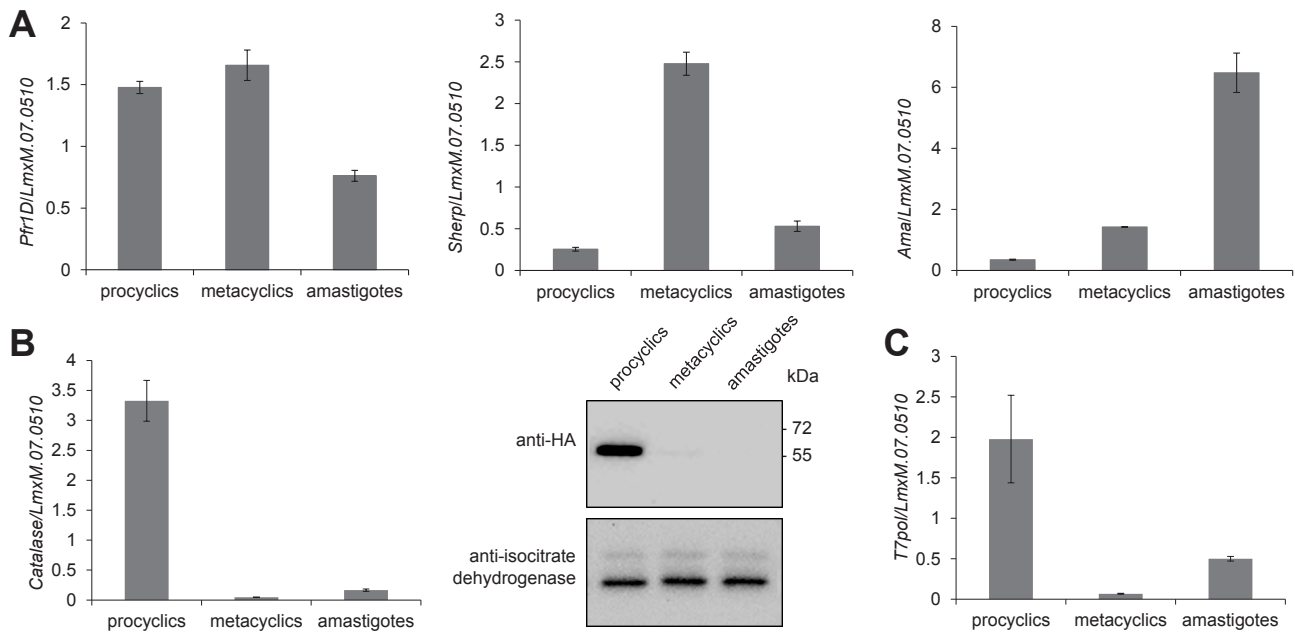 A
Pfr1D/LmxM.07.0510
2
1.5
1
0.5
0
procyclics
metacyclics
amastigotes
Sherp/LmxM.07.0510
3
2.5
2
1.5
1
0.5
0
procyclics
metacyclics
amastigotes
Ama/LmxM.07.0510
8
6
4
2
0
procyclics
metacyclics
amastigotes
B
Catalase/LmxM.07.0510
4
3.5
3
2.5
2
1.5
1
0.5
0
procyclics
metacyclics
amastigotes
procyclics
metacyclics
amastigotes
kDa
anti-HA
72
55
anti-isocitrate
dehydrogenase
C
T7pol/LmxM.07.0510
3
2.5
2
1.5
1
0.5
0
procyclics
metacyclics
amastigotes